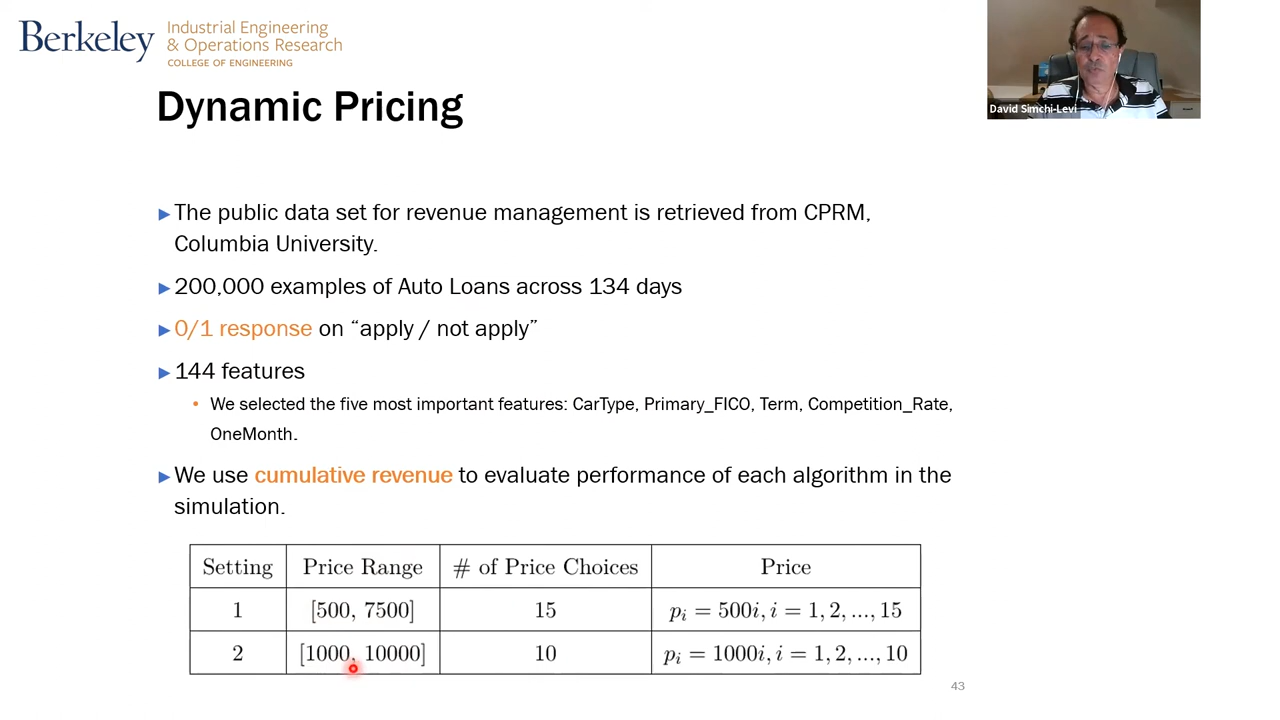 Berkeley
Industrial Engineering
& Operations Research
COLLEGE OF ENGINEERING
David Simchi-Levi
Dynamic Pricing
►The public data set for revenue management is retrieved from CPRM,
Columbia University.
►200,000 examples of Auto Loans across 134 days
►0/1 response on “apply / not apply”
►144 features
• We selected the five most important features: CarType, Primary_FICO, Term, Competition_Rate,
OneMonth.
►We use cumulative revenue to evaluate performance of each algorithm in the
simulation.
Setting Price Range # of Price Choices Price
1 [500, 7500] 15 pᵢ = 500i, i = 1, 2, ..., 15
2 [1000, 10000] 10 pᵢ = 1000i, i = 1, 2, ..., 10
43